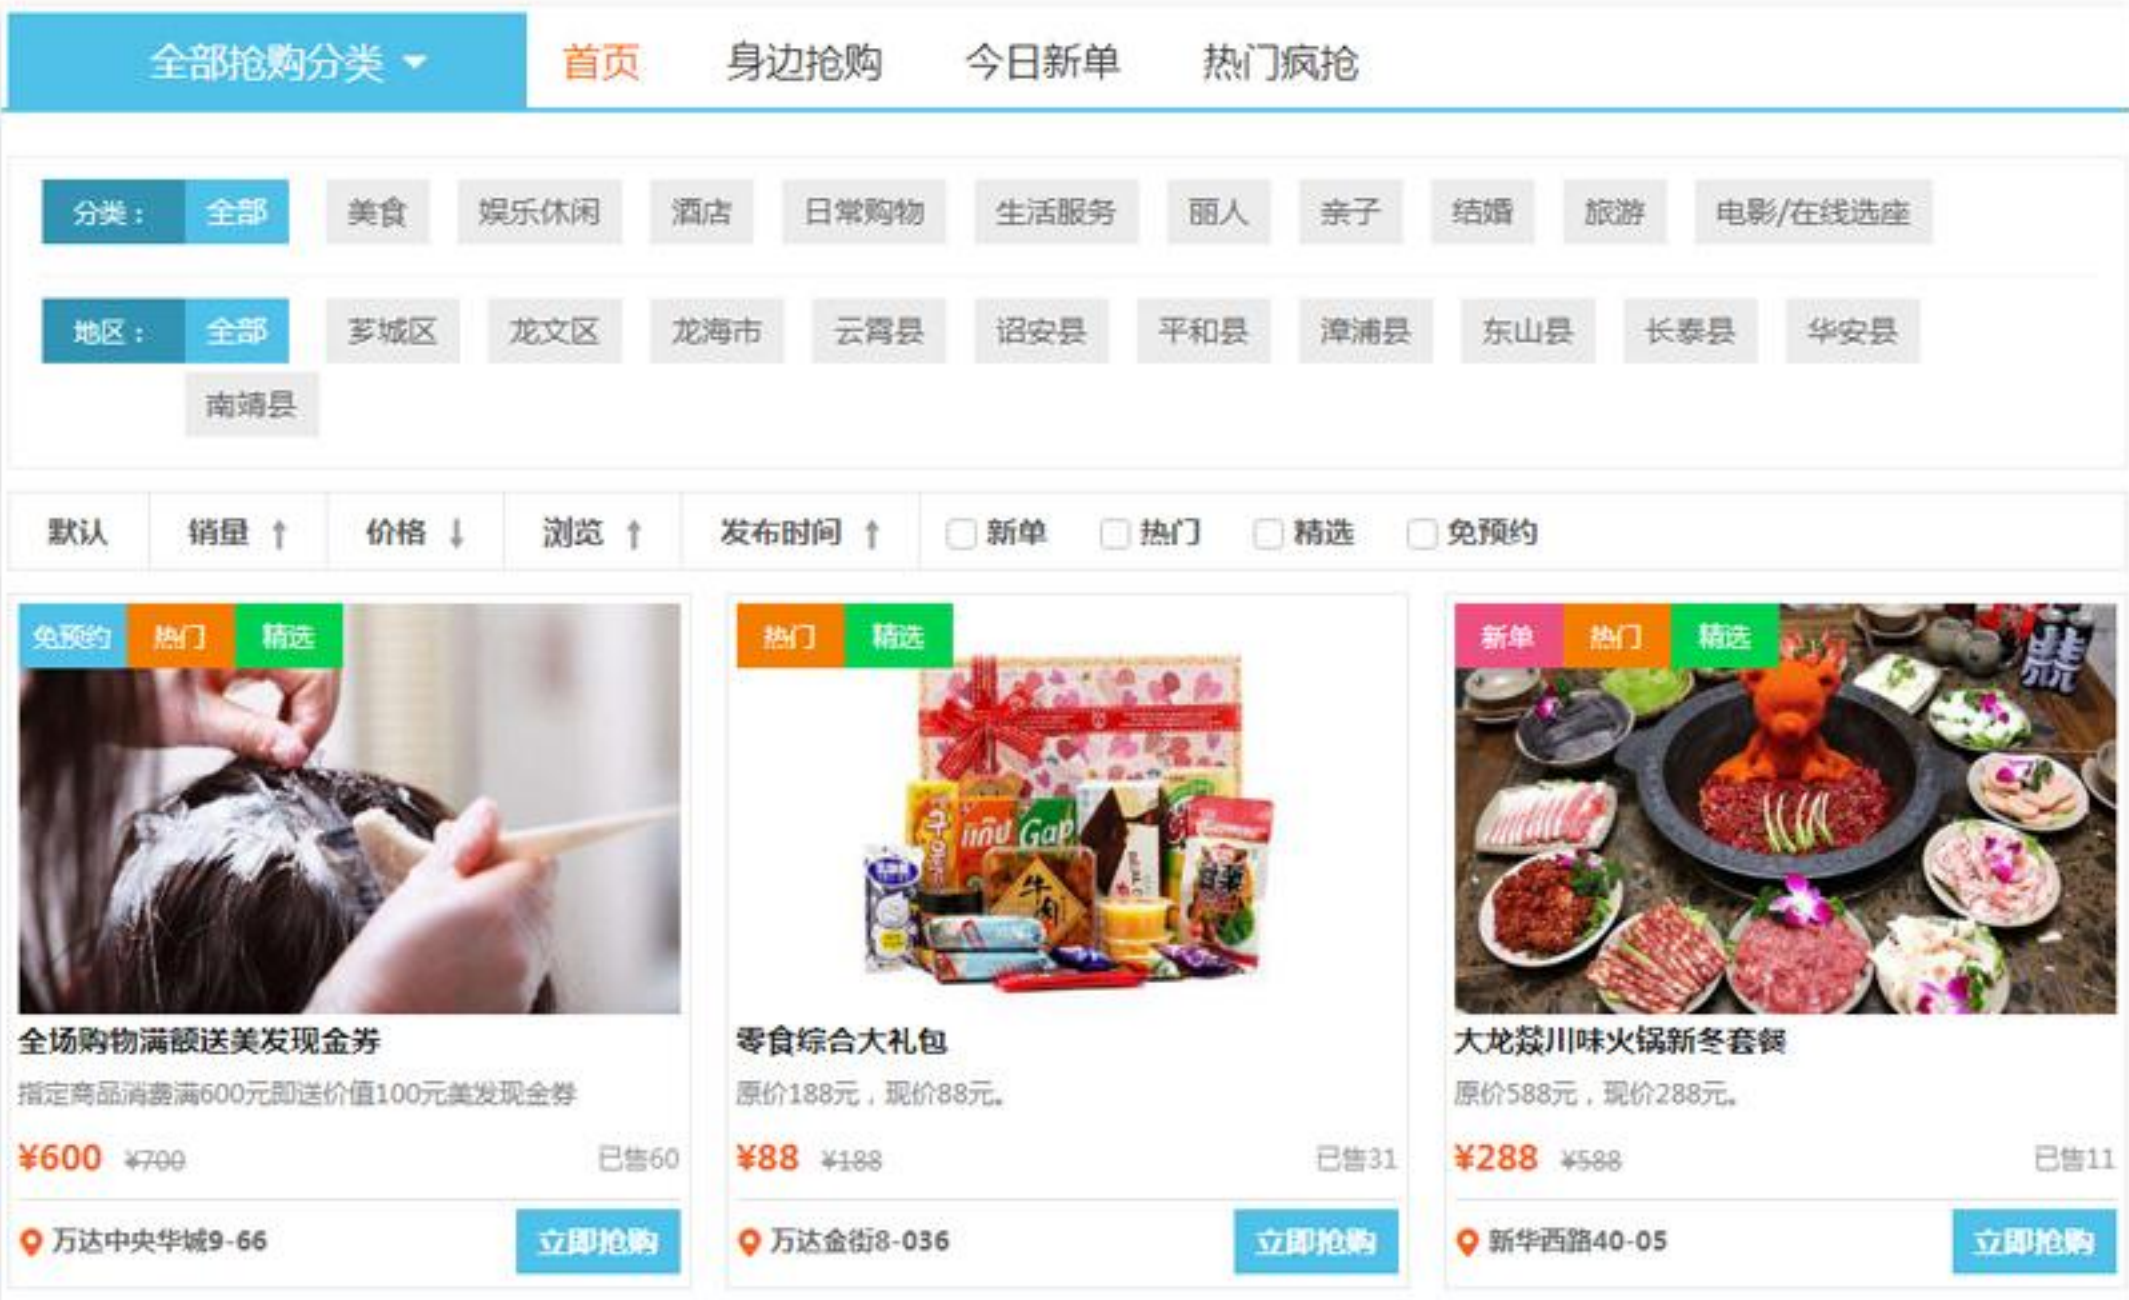 全部抢购分类 首页 身边抢购 今日新单 热门疯抢
分类： 全部 美食 娱乐休闲 酒店 日常购物 生活服务 丽人 亲子 结婚 旅游 电影/在线选座
地区： 全部 芗城区 龙文区 龙海市 云霄县 诏安县 平和县 漳浦县 东山县 长泰县 华安县
南靖县
默认 销量 ↑ 价格 ↓ 浏览 ↑ 发布时间 ↑ 新单 热门 精选 免预约
免预约 热门 精选
全场购物满额送美发现金券
指定商品消费满600元即送价值100元美发现金券
¥600 ¥700 已售60
万达中央华城9-66 立即抢购
热门 精选
Gap
牛肉
零食综合大礼包
原价188元，现价88元。
¥88 ¥188 已售31
万达金街8-036 立即抢购
新单 热门 精选
大龙燚川味火锅新冬套餐
原价588元，现价288元。
¥288 ¥588 已售11
新华西路40-05 立即抢购